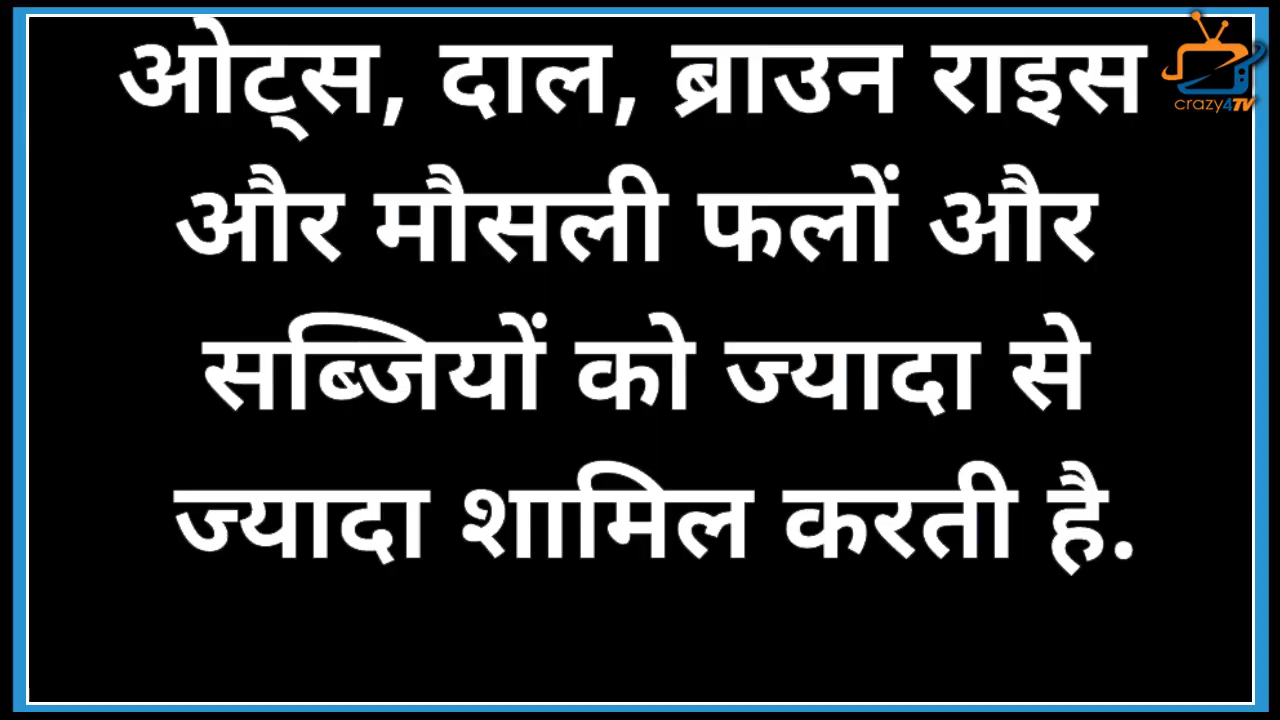 ओट्स, दाल, ब्राउन राइस
और मौसली फलों और
सब्जियों को ज्यादा से
ज्यादा शामिल करती है.
crazy4TV